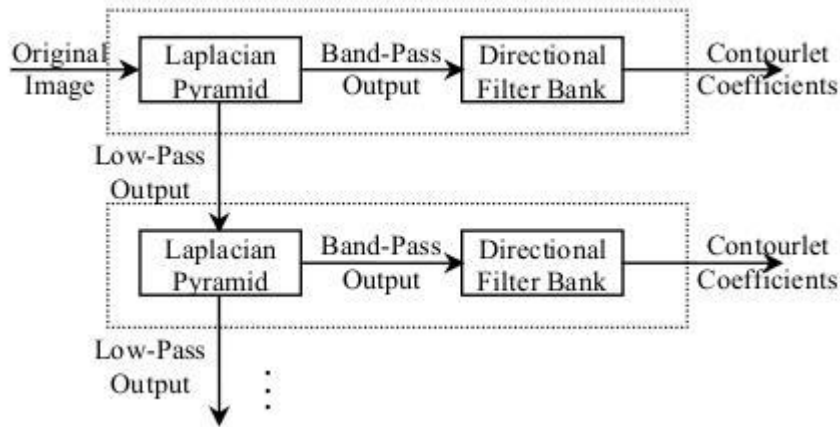 Original
Image
Laplacian
Pyramid
Band-Pass
Output
Directional
Filter Bank
Contourlet
Coefficients
Low-Pass
Output
Laplacian
Pyramid
Band-Pass
Output
Directional
Filter Bank
Contourlet
Coefficients
Low-Pass
Output